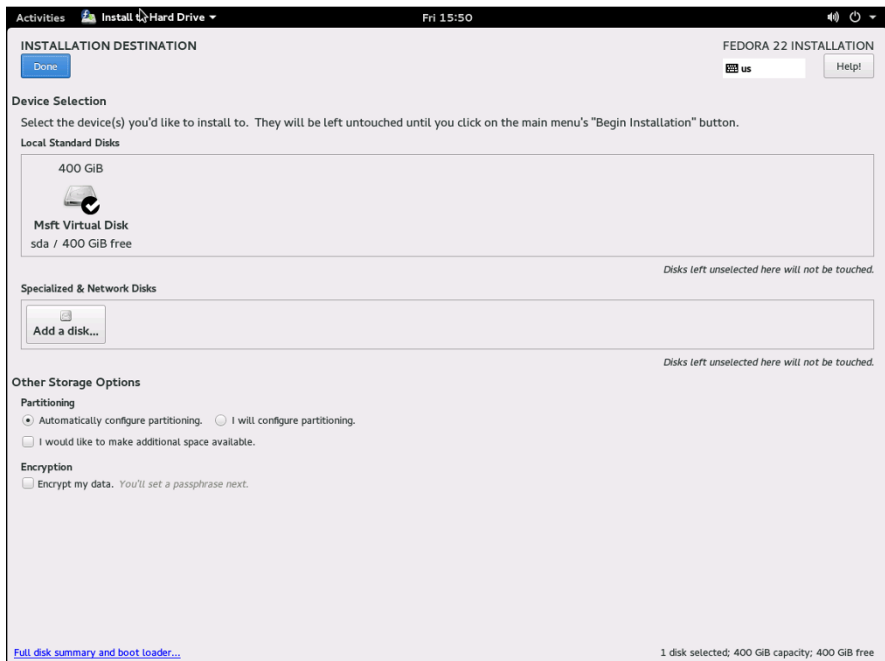 Activities Install to Hard Drive Fri 15:50
INSTALLATION DESTINATION FEDORA 22 INSTALLATION
Done us Help!
Device Selection
Select the device(s) you'd like to install to. They will be left untouched until you click on the main menu's "Begin Installation" button.
Local Standard Disks
400 GiB
Msft Virtual Disk
sda / 400 GiB free
Disks left unselected here will not be touched.
Specialized & Network Disks
Add a disk...
Disks left unselected here will not be touched.
Other Storage Options
Partitioning
Automatically configure partitioning. I will configure partitioning.
I would like to make additional space available.
Encryption
Encrypt my data. You'll set a passphrase next.
Full disk summary and boot loader... 1 disk selected; 400 GiB capacity; 400 GiB free